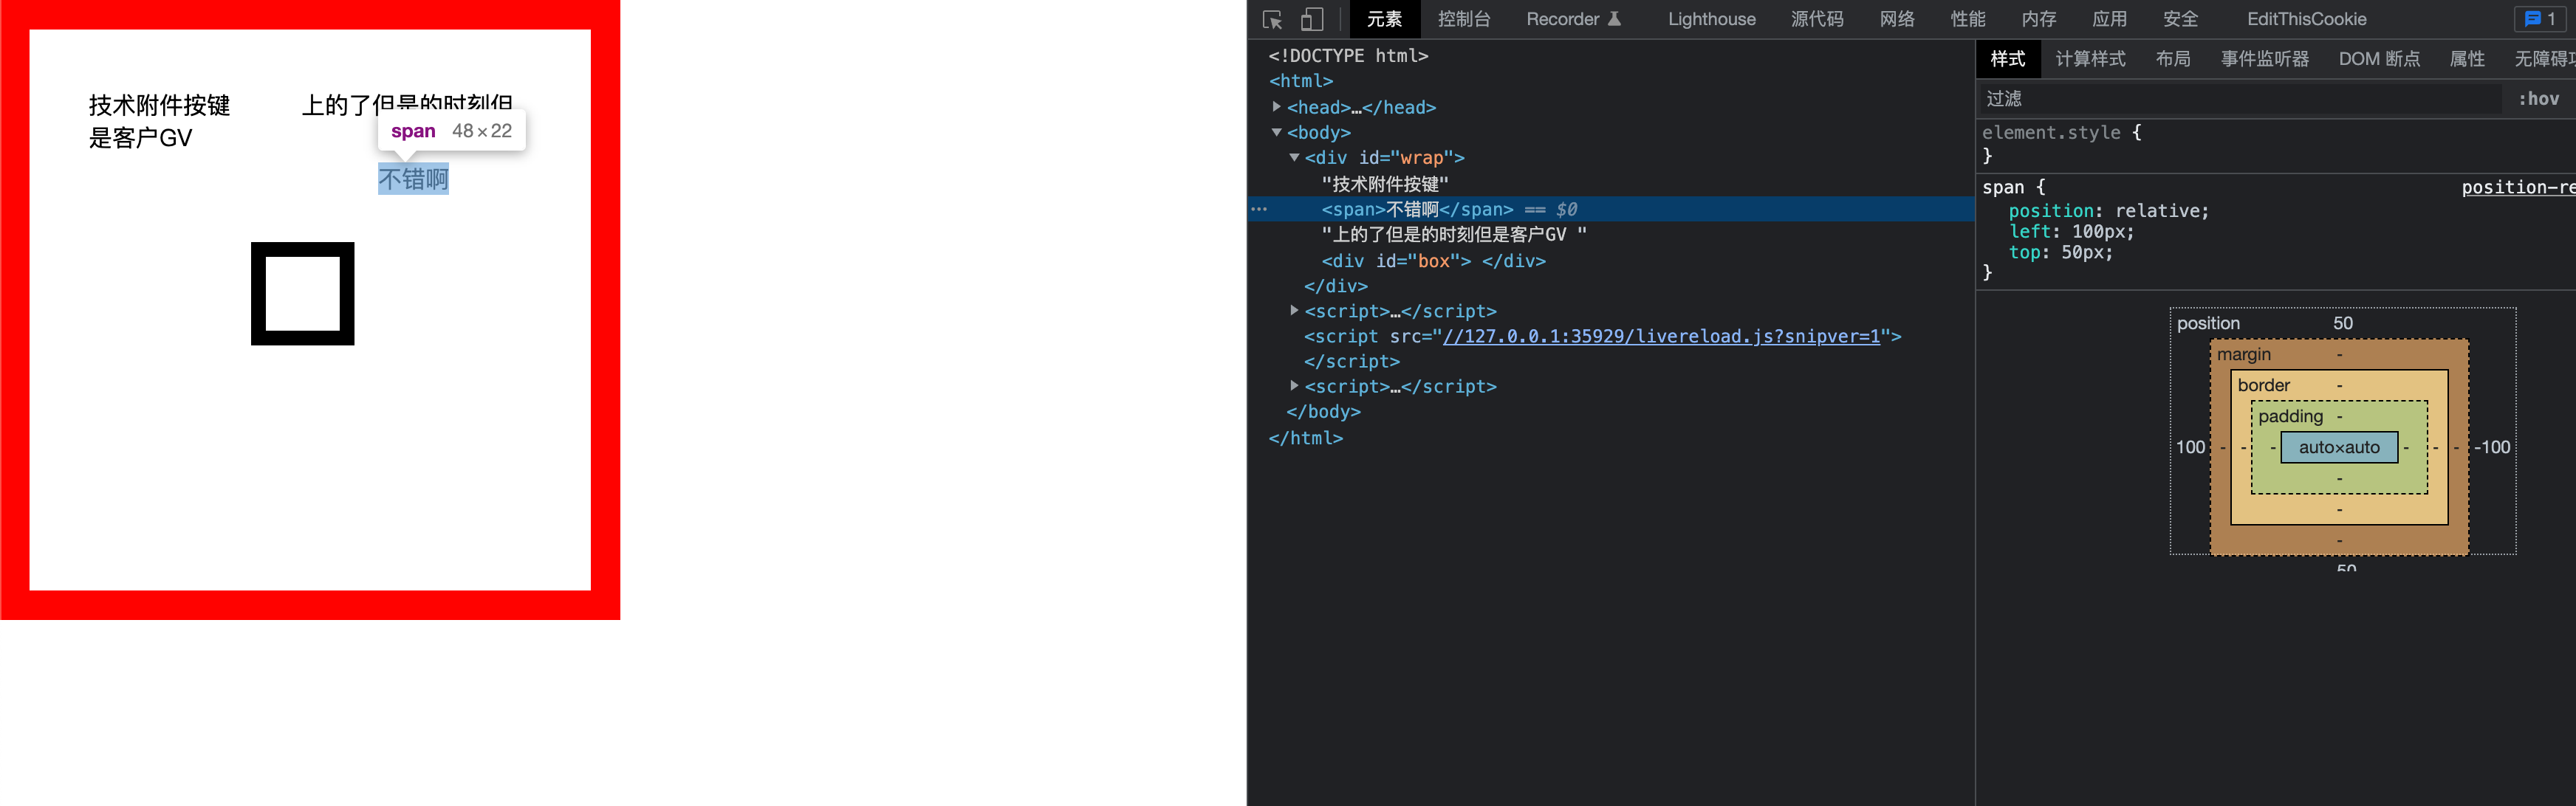 技术附件按键 上的了但是的时刻但
是客户GV
span 48×22
不错啊
元素 控制台 Recorder Lighthouse 源代码 网络 性能 内存 应用 安全 EditThisCookie 1
<!DOCTYPE html>
<html>
<head>…</head>
<body>
<div id="wrap">
"技术附件按键"
<span>不错啊</span> == $0
"上的了但是的时刻但是客户GV "
<div id="box"> </div>
</div>
<script>…</script>
<script src="//127.0.0.1:35929/livereload.js?snipver=1">
</script>
<script>…</script>
</body>
</html>
样式 计算样式 布局 事件监听器 DOM 断点 属性 无障碍
过滤 :hov
element.style {
}
span { position-re
position: relative;
left: 100px;
top: 50px;
}
position 50
margin -
border -
padding -
100 - - - auto×auto - - - -100
-
-
-
50